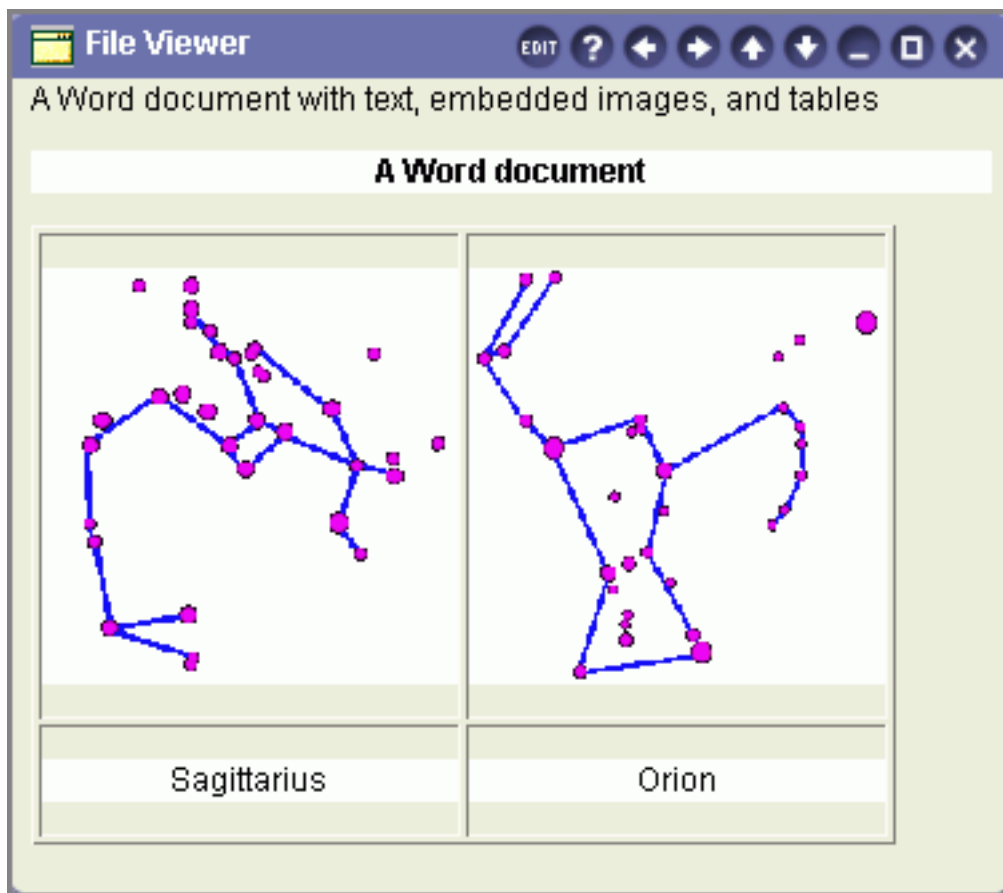 File Viewer EDIT ?
A Word document with text, embedded images, and tables
A Word document
Sagittarius Orion